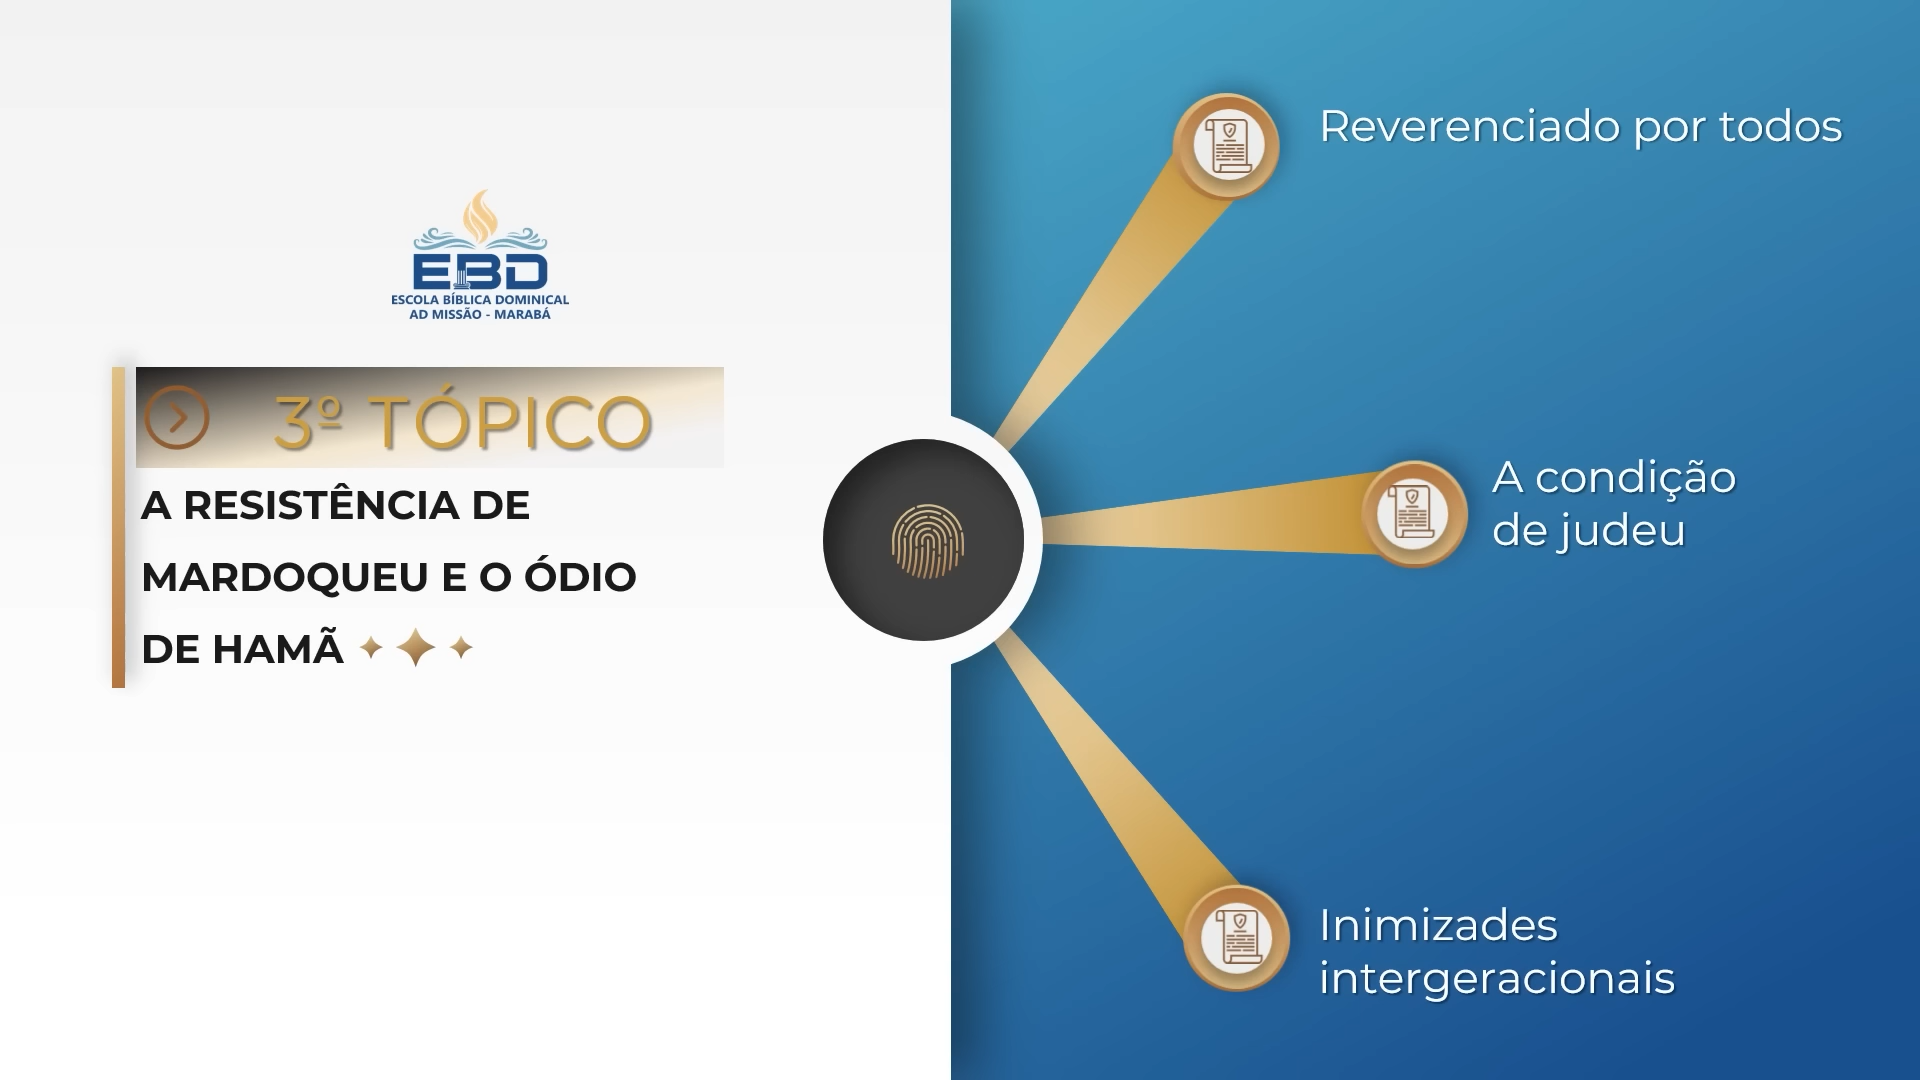 EBD
ESCOLA BÍBLICA DOMINICAL
AD MISSÃO - MARABÁ
3º TÓPICO
A RESISTÊNCIA DE
MARDOQUEU E O ÓDIO
DE HAMÃ
Reverenciado por todos
A condição
de judeu
Inimizades
intergeracionais